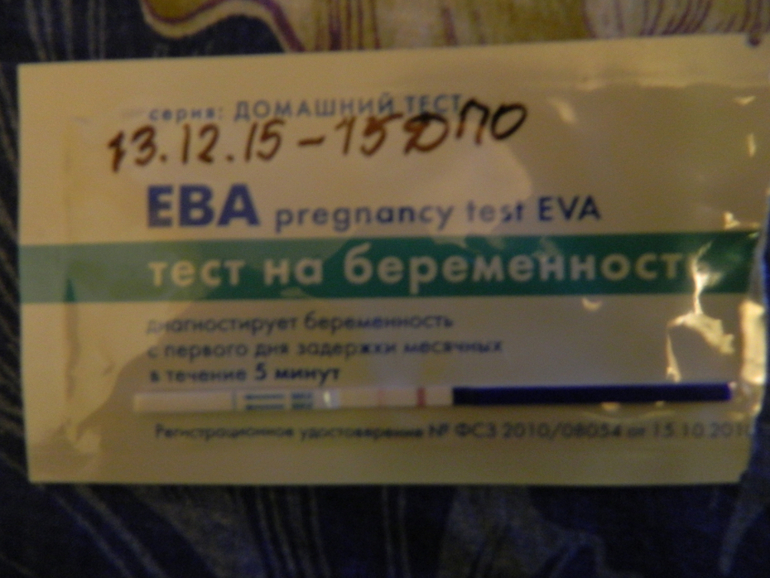 серия: ДОМАШНИЙ ТЕСТ
13.12.15-15 ДПО
ЕВА pregnancy test EVA
тест на беременность
диагностирует беременность
с первого дня задержки месячных
в течение 5 минут
Регистрационное удостоверение № ФСЗ 2010/08054 от 15.10.2010